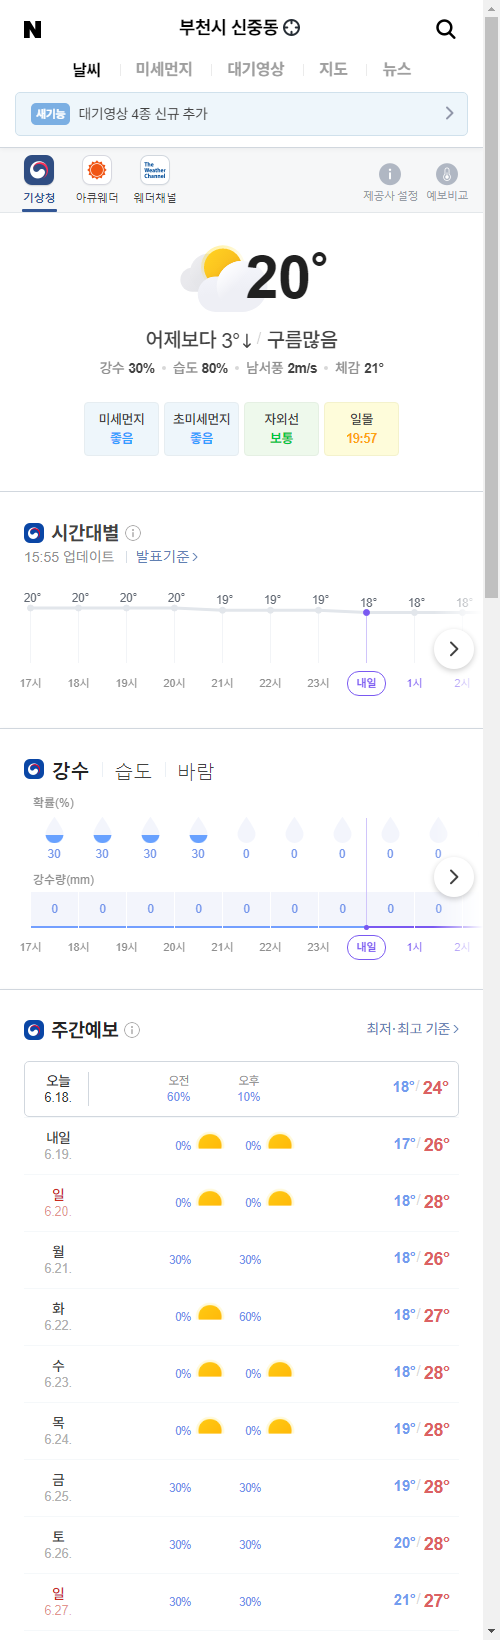 N 부천시 신중동
날씨 미세먼지 대기영상 지도 뉴스
새기능 대기영상 4종 신규 추가
The Weather Channel
기상청 아큐웨더 웨더채널 제공사 설정 예보비교
20°
어제보다 3°↓ / 구름많음
강수 30% • 습도 80% • 남서풍 2m/s • 체감 21°
미세먼지 초미세먼지 자외선 일몰
좋음 좋음 보통 19:57
시간대별
15:55 업데이트 발표기준 >
20° 20° 20° 20° 19° 19° 19° 18° 18° 18°
17시 18시 19시 20시 21시 22시 23시 내일 1시 2시
강수 습도 바람
확률(%)
30 30 30 30 0 0 0 0 0
강수량(mm)
0 0 0 0 0 0 0 0 0
17시 18시 19시 20시 21시 22시 23시 내일 1시 2시
주간예보 최저·최고 기준 >
오늘 오전 오후
6.18. 60% 10% 18°/24°
내일
6.19. 0% 0% 17°/26°
일
6.20. 0% 0% 18°/28°
월
6.21. 30% 30% 18°/26°
화
6.22. 0% 60% 18°/27°
수
6.23. 0% 0% 18°/28°
목
6.24. 0% 0% 19°/28°
금
6.25. 30% 30% 19°/28°
토
6.26. 30% 30% 20°/28°
일
6.27. 30% 30% 21°/27°